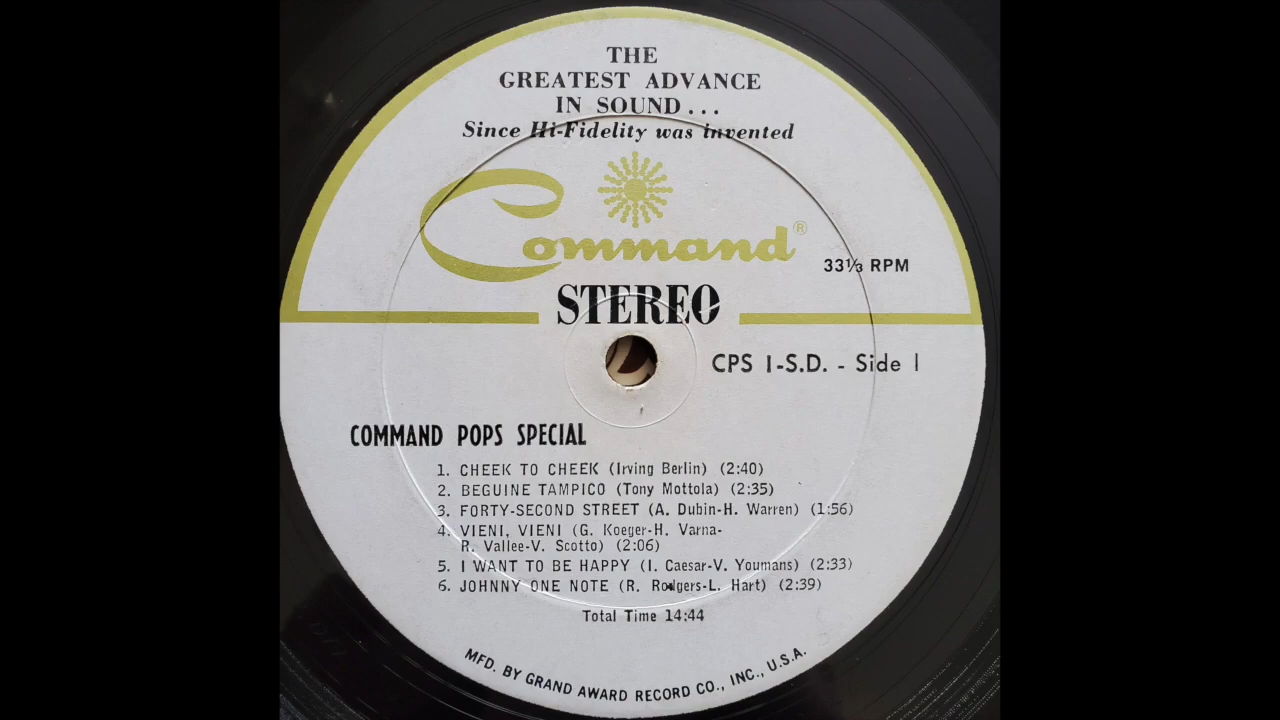 THE
GREATEST ADVANCE
IN SOUND...
Since Hi-Fidelity was invented
Command®
33⅓ RPM
STEREO
CPS 1-S.D. - Side 1
COMMAND POPS SPECIAL
1. CHEEK TO CHEEK (Irving Berlin) (2:40)
2. BEGUINE TAMPICO (Tony Mottola) (2:35)
3. FORTY-SECOND STREET (A. Dubin-H. Warren) (1:56)
4. VIENI, VIENI (G. Koeger-H. Varna-
R. Vallee-V. Scotto) (2:06)
5. I WANT TO BE HAPPY (I. Caesar-V. Youmans) (2:33)
6. JOHNNY ONE NOTE (R. Rodgers-L. Hart) (2:39)
Total Time 14:44
MFD. BY GRAND AWARD RECORD CO., INC., U.S.A.